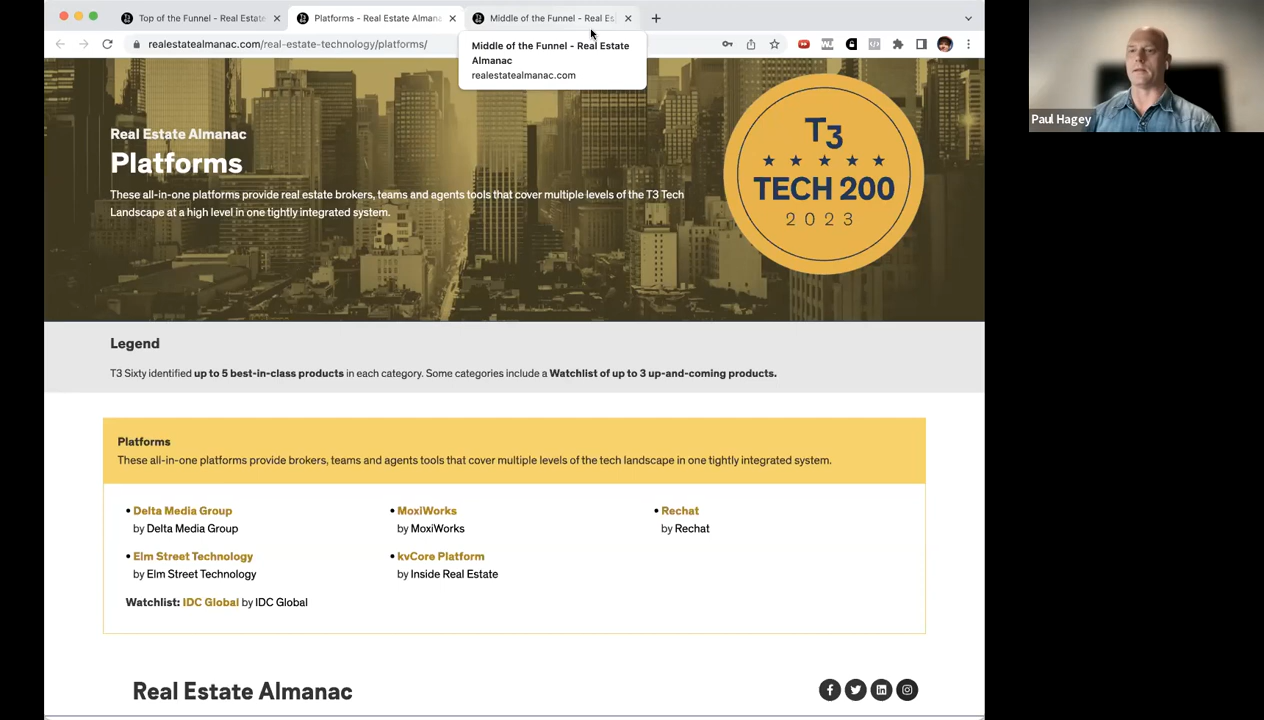 Top of the Funnel - Real Estate
Platforms - Real Estate Almana
Middle of the Funnel - Real Es
realestatealmanac.com/real-estate-technology/platforms/
Middle of the Funnel - Real Estate
Almanac
realestatealmanac.com
Paul Hagey
Real Estate Almanac
Platforms
These all-in-one platforms provide real estate brokers, teams and agents tools that cover multiple levels of the T3 Tech
Landscape at a high level in one tightly integrated system.
T3
TECH 200
2023
Legend
T3 Sixty identified up to 5 best-in-class products in each category. Some categories include a Watchlist of up to 3 up-and-coming products.
Platforms
These all-in-one platforms provide brokers, teams and agents tools that cover multiple levels of the tech landscape in one tightly integrated system.
• Delta Media Group
by Delta Media Group
• MoxiWorks
by MoxiWorks
• Rechat
by Rechat
• Elm Street Technology
by Elm Street Technology
• kvCore Platform
by Inside Real Estate
Watchlist: IDC Global by IDC Global
Real Estate Almanac